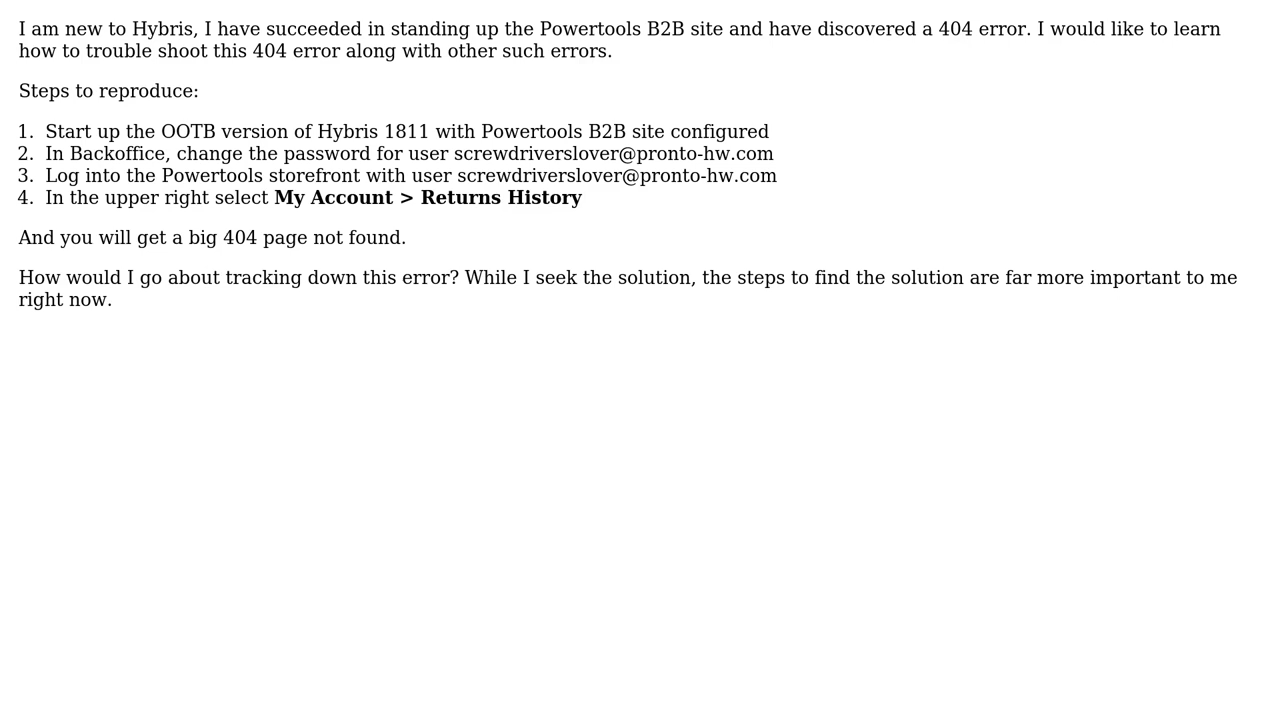 I am new to Hybris, I have succeeded in standing up the Powertools B2B site and have discovered a 404 error. I would like to learn
how to trouble shoot this 404 error along with other such errors.
Steps to reproduce:
1. Start up the OOTB version of Hybris 1811 with Powertools B2B site configured
2. In Backoffice, change the password for user screwdriverslover@pronto-hw.com
3. Log into the Powertools storefront with user screwdriverslover@pronto-hw.com
4. In the upper right select My Account > Returns History
And you will get a big 404 page not found.
How would I go about tracking down this error? While I seek the solution, the steps to find the solution are far more important to me
right now.